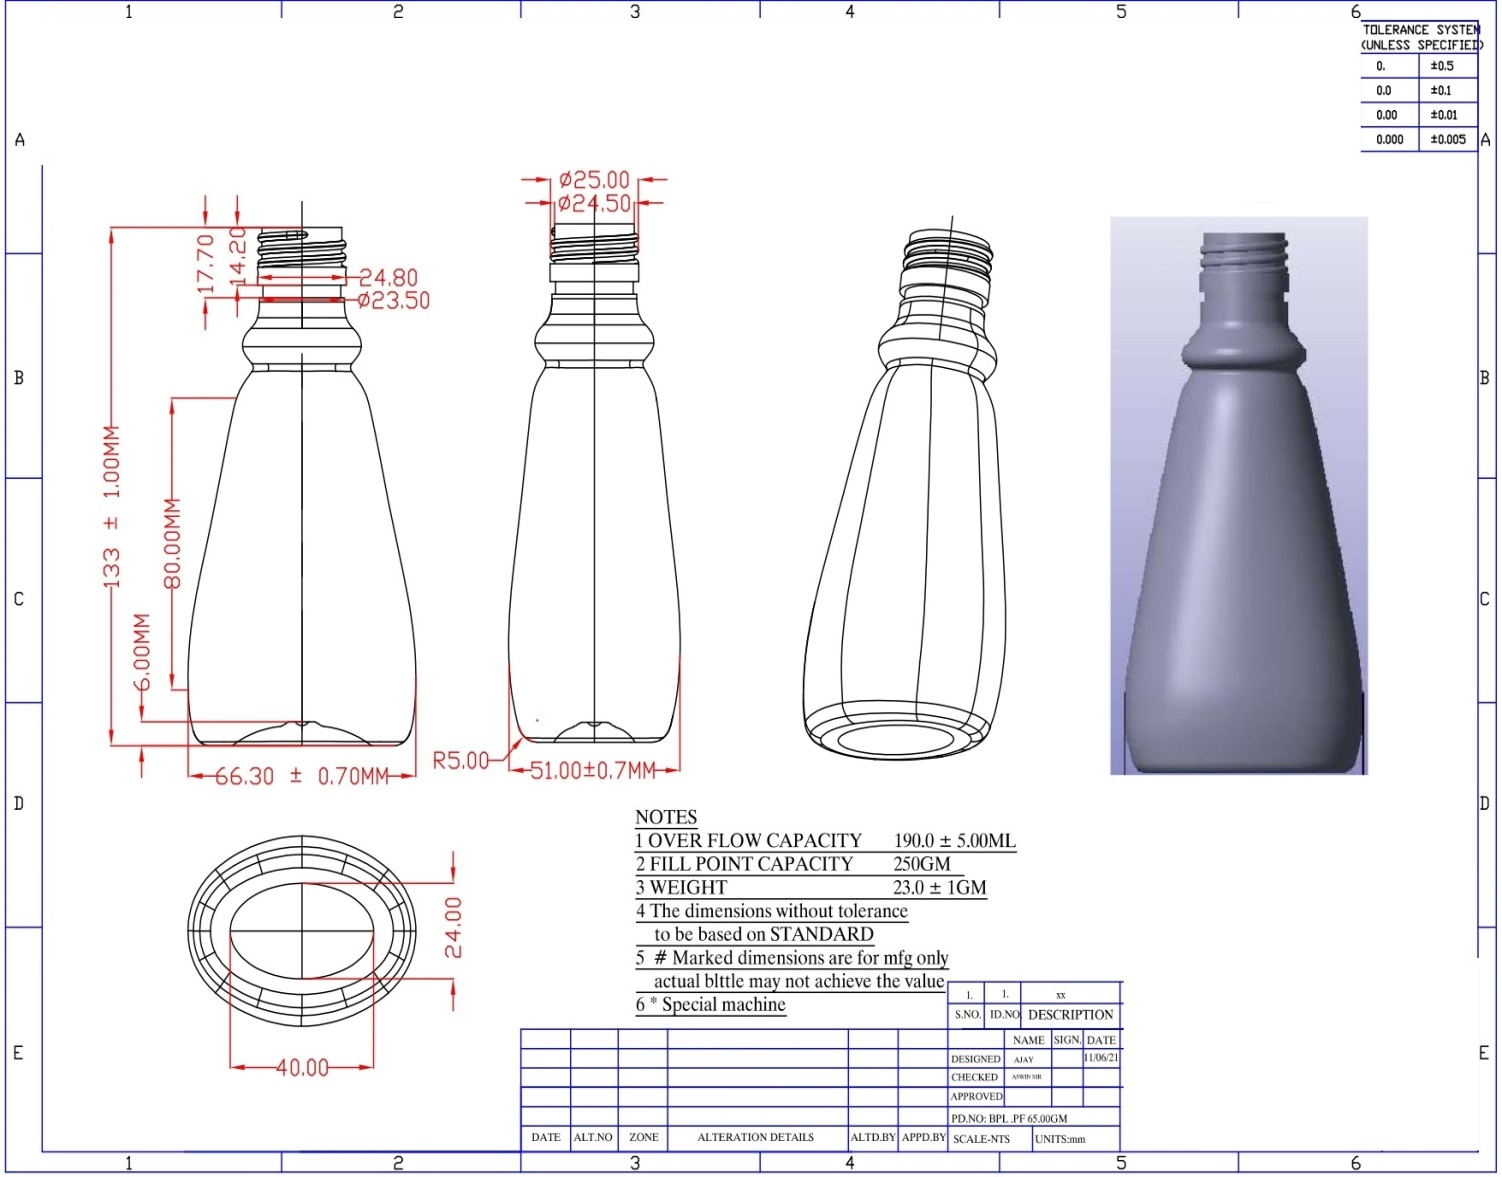 1 2 3 4 5 6
TOLERANCE SYSTEM
(UNLESS SPECIFIED)
0. ±0.5
0.0 ±0.1
0.00 ±0.01
0.000 ±0.005
A A
ø25.00
ø24.50
17.70
14.20
24.80
ø23.50
B B
133 ± 1.00MM
80.00MM
C C
6.00MM
R5.00
66.30 ± 0.70MM
51.00±0.7MM
D D
NOTES
1 OVER FLOW CAPACITY 190.0 ± 5.00ML
2 FILL POINT CAPACITY 250GM
3 WEIGHT 23.0 ± 1GM
4 The dimensions without tolerance
to be based on STANDARD
5 # Marked dimensions are for mfg only
actual blttle may not achieve the value
6 * Special machine
24.00
40.00
E E
1. 1. xx
S.NO. ID.NO DESCRIPTION
NAME SIGN. DATE
DESIGNED AJAY 11/06/21
CHECKED ASWIN SIR
APPROVED
PD.NO: BPL .PF 65.00GM
DATE ALT.NO ZONE ALTERATION DETAILS ALTD.BY APPD.BY SCALE-NTS UNITS:mm
1 2 3 4 5 6